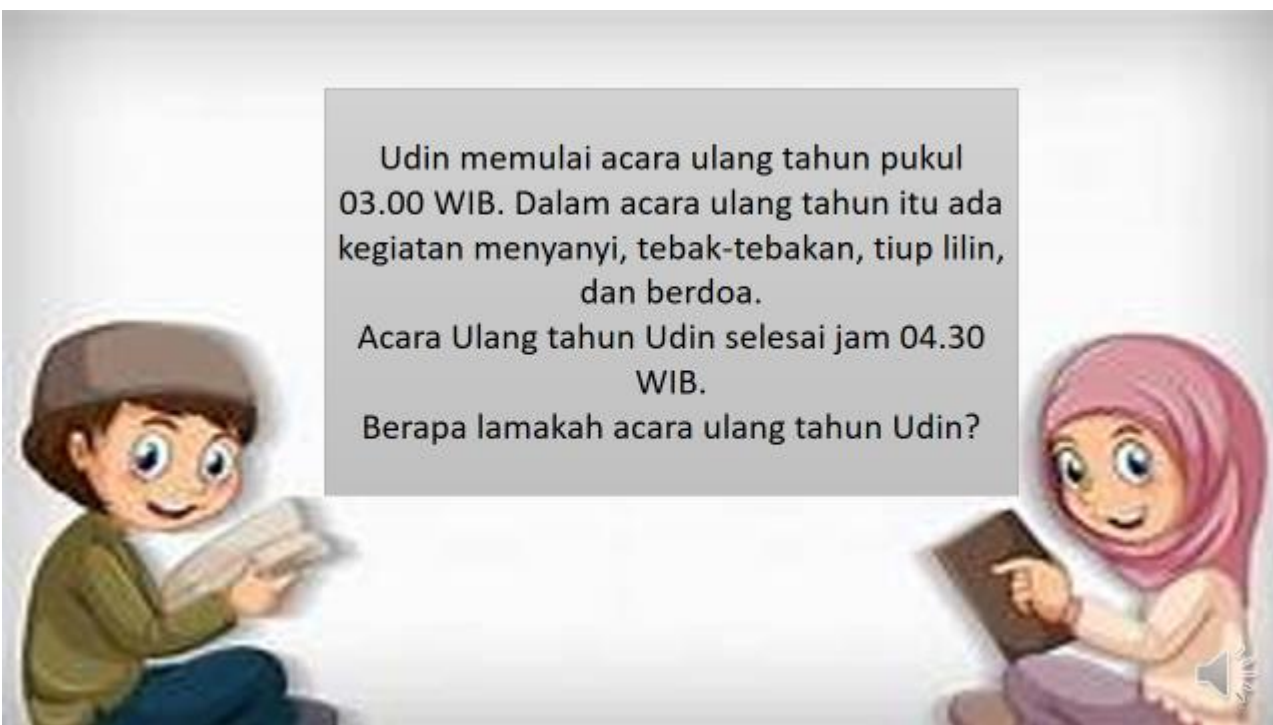 Udin memulai acara ulang tahun pukul
03.00 WIB. Dalam acara ulang tahun itu ada
kegiatan menyanyi, tebak-tebakan, tiup lilin,
dan berdoa.
Acara Ulang tahun Udin selesai jam 04.30
WIB.
Berapa lamakah acara ulang tahun Udin?